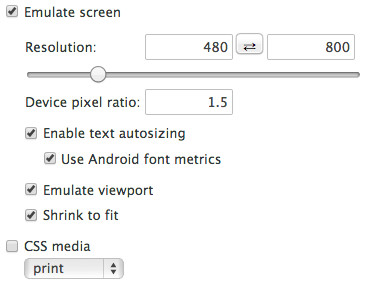 Emulate screen
Resolution: 480 800
Device pixel ratio: 1.5
Enable text autosizing
Use Android font metrics
Emulate viewport
Shrink to fit
CSS media
print